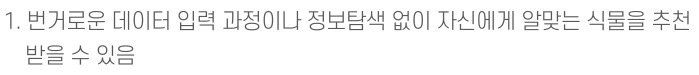 1. 번거로운 데이터 입력 과정이나 정보탐색 없이 자신에게 알맞는 식물을 추천
받을 수 있음